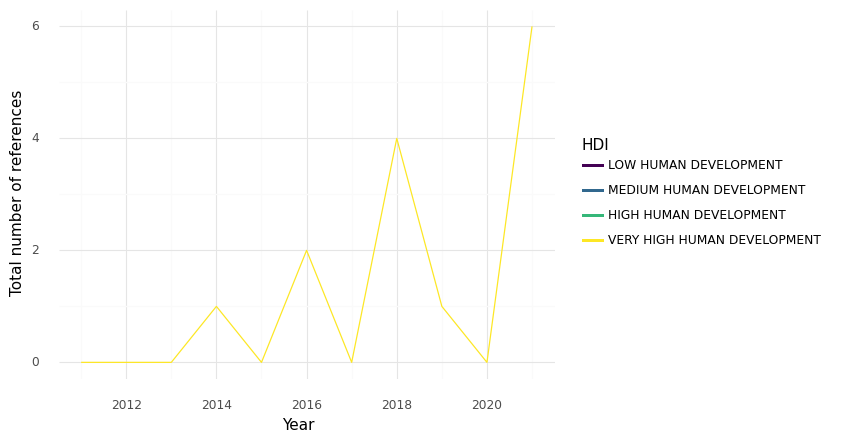 6
4
2
0
Total number of references
2012
2014
2016
2018
2020
Year
HDI
LOW HUMAN DEVELOPMENT
MEDIUM HUMAN DEVELOPMENT
HIGH HUMAN DEVELOPMENT
VERY HIGH HUMAN DEVELOPMENT